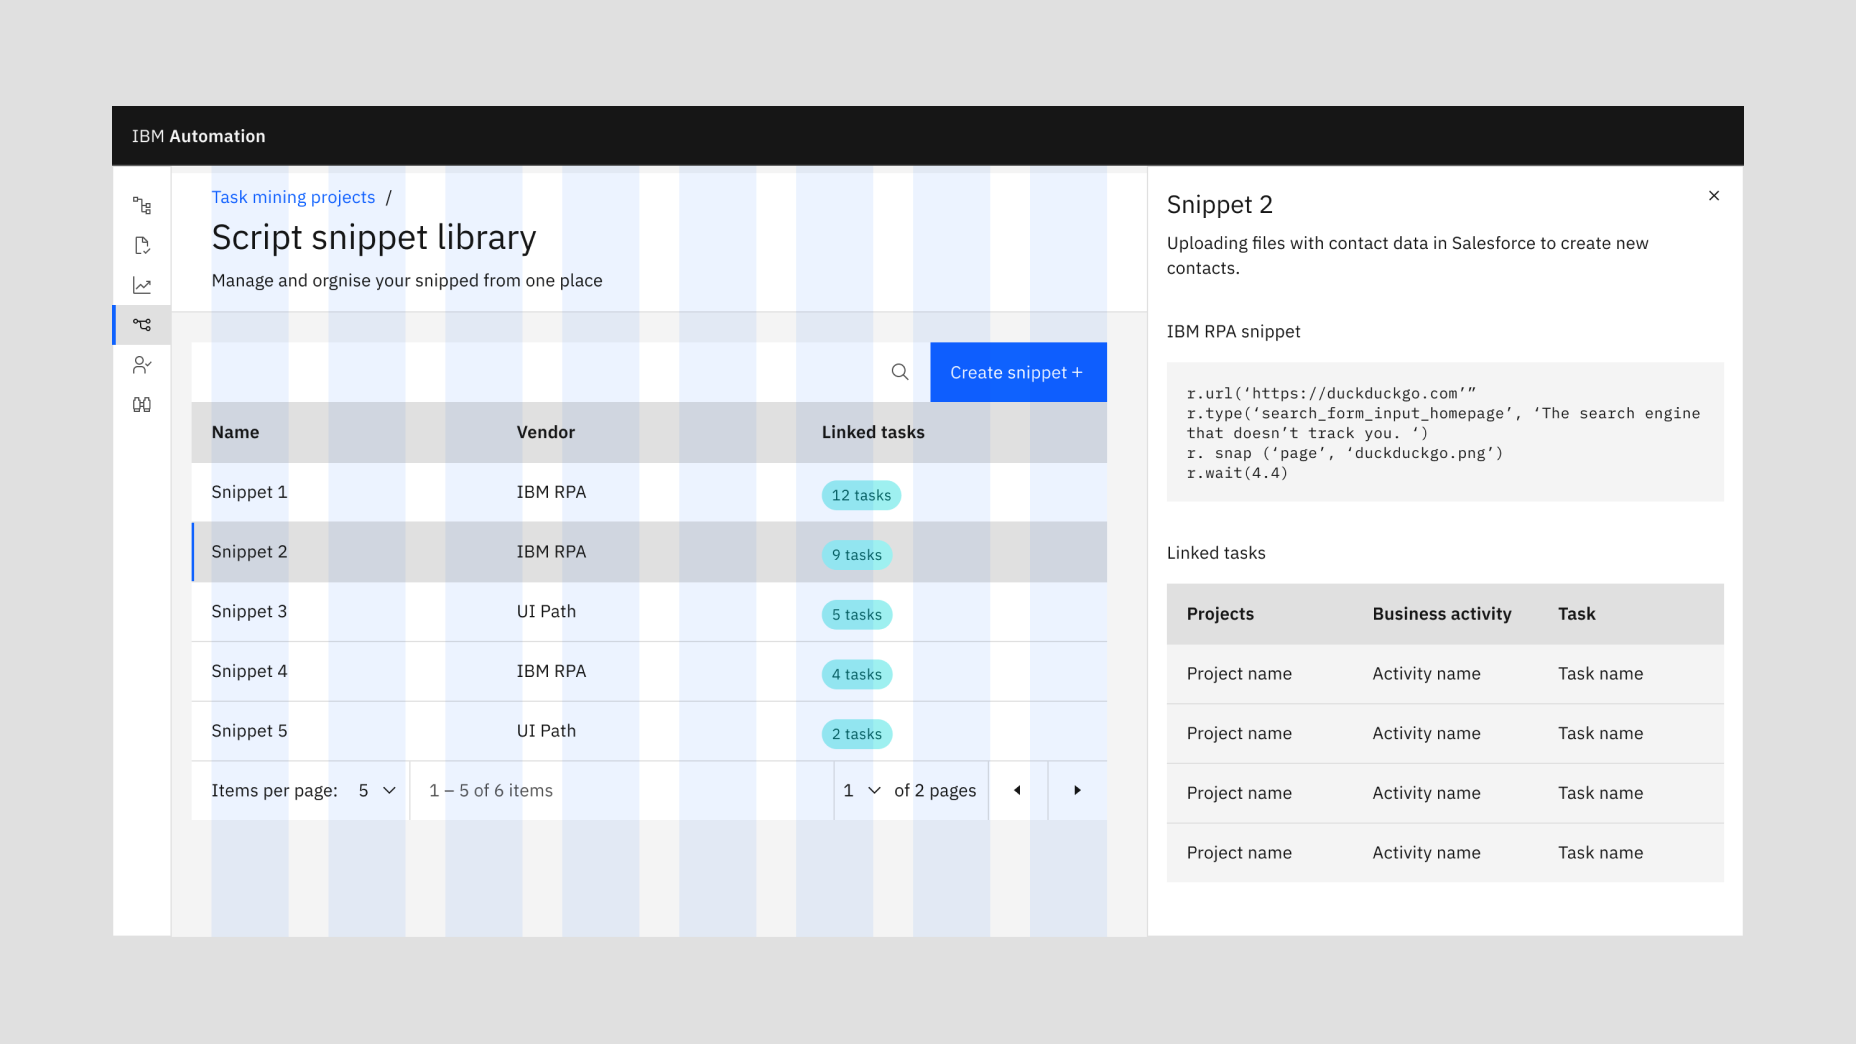 IBM Automation
Task mining projects /
Script snippet library
Manage and orgnise your snipped from one place
Create snippet +
Name Vendor Linked tasks
Snippet 1 IBM RPA 12 tasks
Snippet 2 IBM RPA 9 tasks
Snippet 3 UI Path 5 tasks
Snippet 4 IBM RPA 4 tasks
Snippet 5 UI Path 2 tasks
Items per page: 5 1 – 5 of 6 items 1 of 2 pages
Snippet 2
Uploading files with contact data in Salesforce to create new
contacts.
IBM RPA snippet
r.url(‘https://duckduckgo.com’”
r.type(‘search_form_input_homepage’, ‘The search engine
that doesn’t track you. ‘)
r. snap (‘page’, ‘duckduckgo.png’)
r.wait(4.4)
Linked tasks
Projects Business activity Task
Project name Activity name Task name
Project name Activity name Task name
Project name Activity name Task name
Project name Activity name Task name